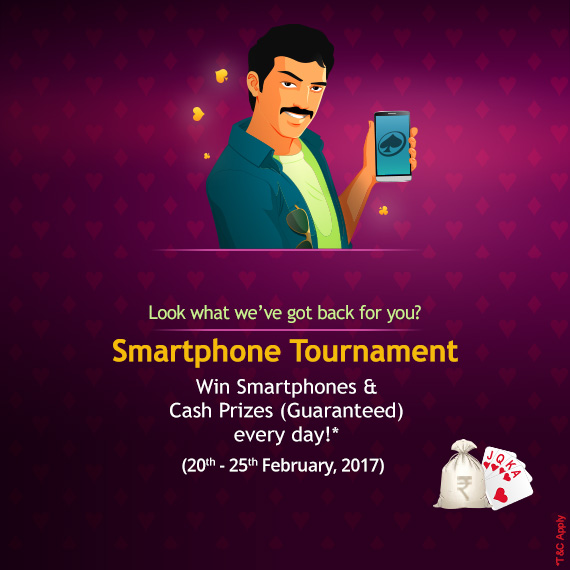 Look what we've got back for you?
Smartphone Tournament
Win Smartphones &
Cash Prizes (Guaranteed)
every day!*
(20th - 25th February, 2017)
₹
J Q K A
*T & C Apply